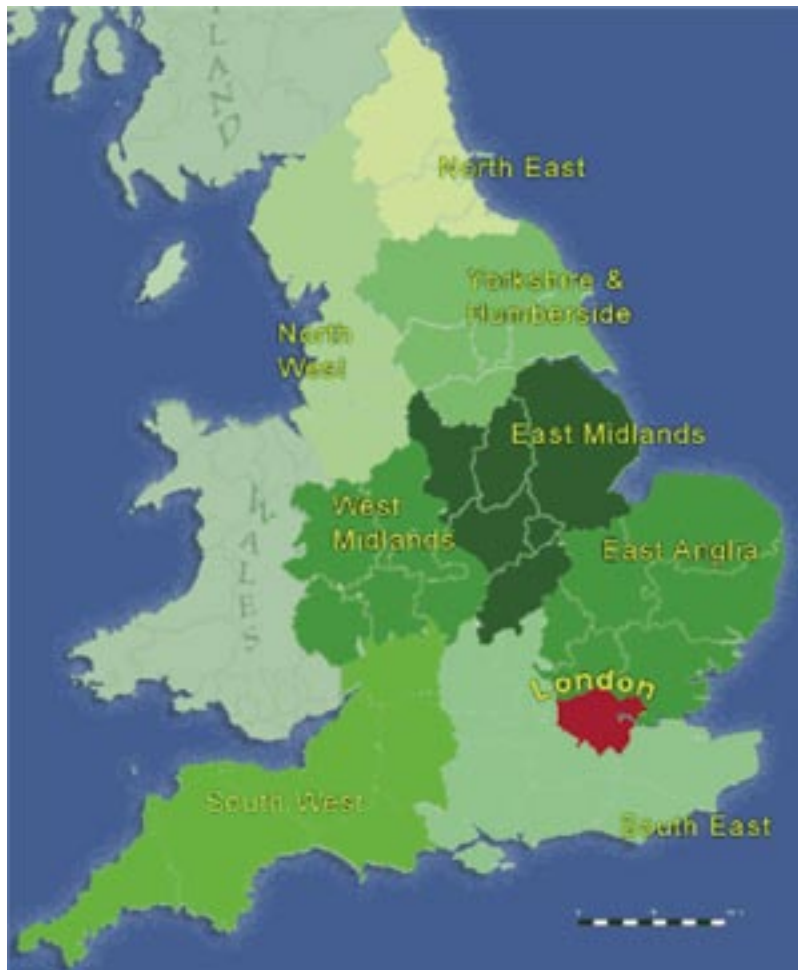 LAND
North East
Yorkshire &
Humberside
North
West
East Midlands
WALES
West
Midlands
East Anglia
London
South West
South East